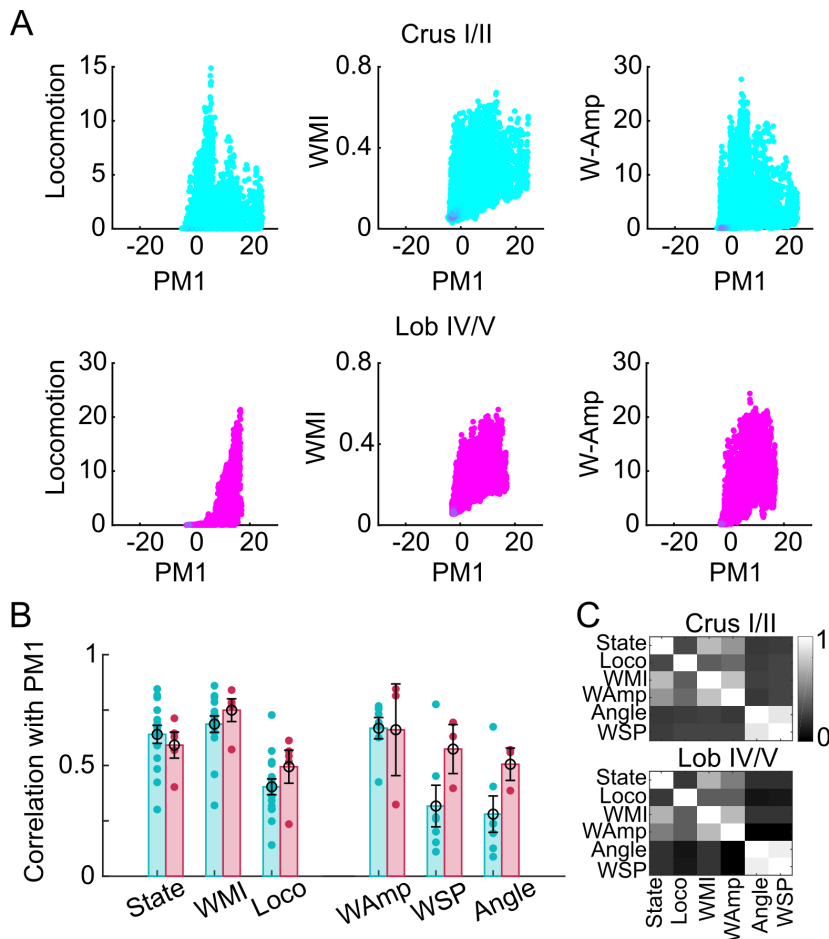 A
Crus I/II
Locomotion
15
10
5
0
-20 0 20
PM1
WMI
0.8
0.4
0
-20 0 20
PM1
W-Amp
30
20
10
0
-20 0 20
PM1
Lob IV/V
Locomotion
30
20
10
0
-20 0 20
PM1
WMI
0.8
0.4
0
-20 0 20
PM1
W-Amp
30
20
10
0
-20 0 20
PM1
B
Correlation with PM1
1
0.5
0
State WMI Loco WAmp WSP Angle
C
Crus I/II
State
Loco
WMI
WAmp
Angle
WSP
1
0
Lob IV/V
State
Loco
WMI
WAmp
Angle
WSP
State Loco WMI WAmp Angle WSP